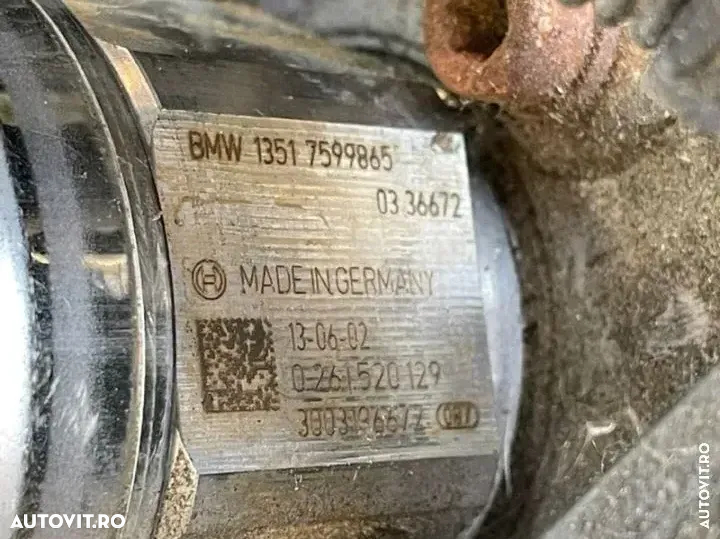 BMW 1351 7599865
03 36672
MADE IN GERMANY
13-06-02
0 261 520 129
AUTOVIT.RO
AUTOVIT.RO